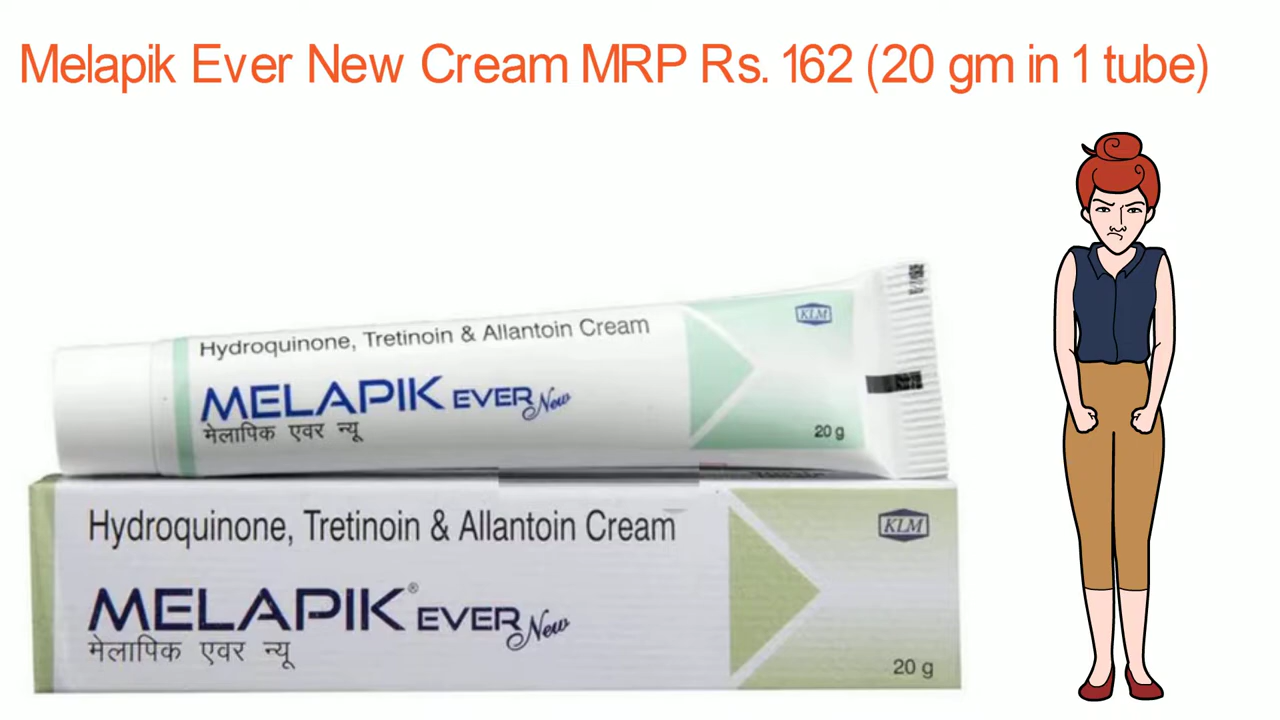 Melapik Ever New Cream MRP Rs. 162 (20 gm in 1 tube)
KLM
Hydroquinone, Tretinoin & Allantoin Cream
MELAPIK EVER New
मेलापिक एवर न्यू
20 g
Hydroquinone, Tretinoin & Allantoin Cream
KLM
MELAPIK® EVER New
मेलापिक एवर न्यू
20 g